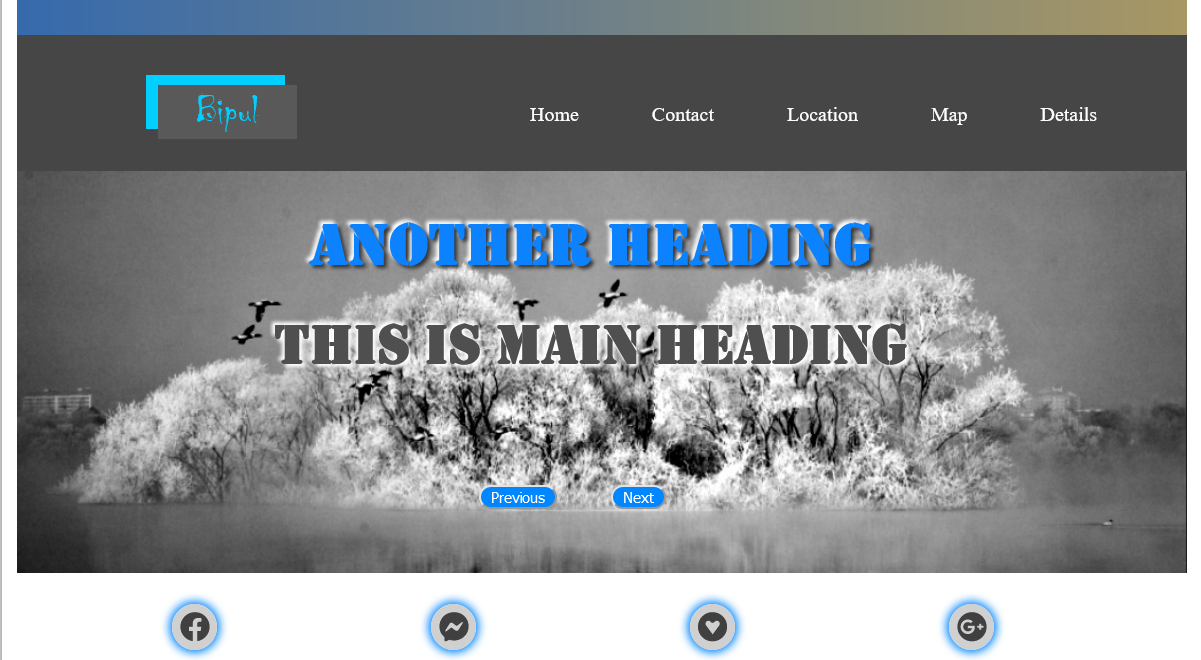 Bipul
Home Contact Location Map Details
ANOTHER HEADING
THIS IS MAIN HEADING
Previous Next